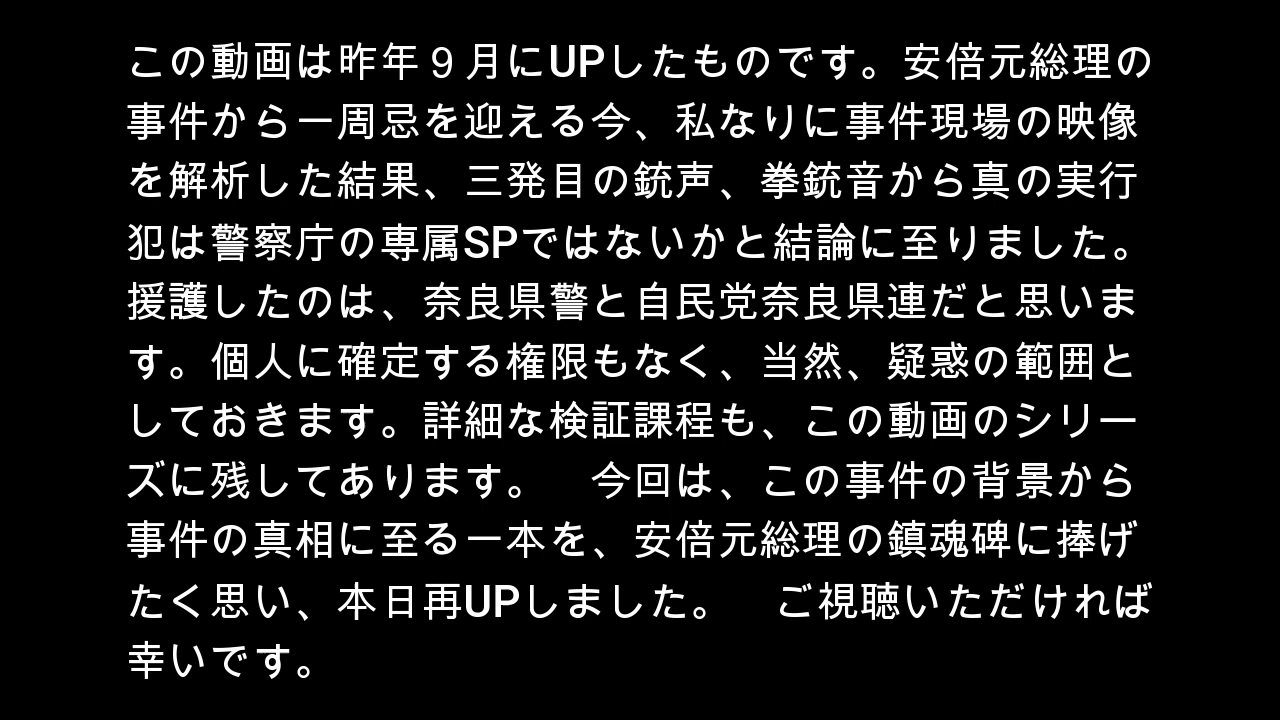 この動画は昨年９月にUPしたものです。安倍元総理の
事件から一周忌を迎える今、私なりに事件現場の映像
を解析した結果、三発目の銃声、拳銃音から真の実行
犯は警察庁の専属SPではないかと結論に至りました。
援護したのは、奈良県警と自民党奈良県連だと思いま
す。個人に確定する権限もなく、当然、疑惑の範囲と
しておきます。詳細な検証課程も、この動画のシリー
ズに残してあります。　今回は、この事件の背景から
事件の真相に至る一本を、安倍元総理の鎮魂碑に捧げ
たく思い、本日再UPしました。　ご視聴いただければ
幸いです。